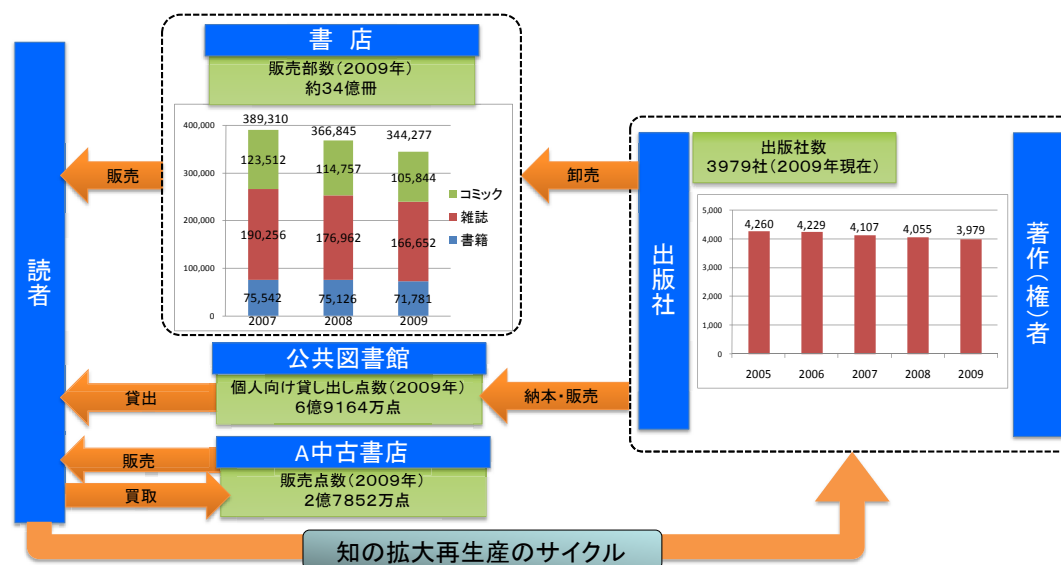 書 店
販売部数(2009年)
約34億冊
400,000
300,000
200,000
100,000
0
389,310
366,845
344,277
123,512
114,757
105,844
190,256
176,962
166,652
75,542
75,126
71,781
2007
2008
2009
コミック
雑誌
書籍
読者
販売
卸売
出版社
出版社数
3979社(2009年現在)
5,000
4,000
3,000
2,000
1,000
0
4,260
4,229
4,107
4,055
3,979
2005
2006
2007
2008
2009
著作(権)者
公共図書館
個人向け貸し出し点数(2009年)
6億9164万点
貸出
納本・販売
A中古書店
販売点数(2009年)
2億7852万点
販売
買取
知の拡大再生産のサイクル